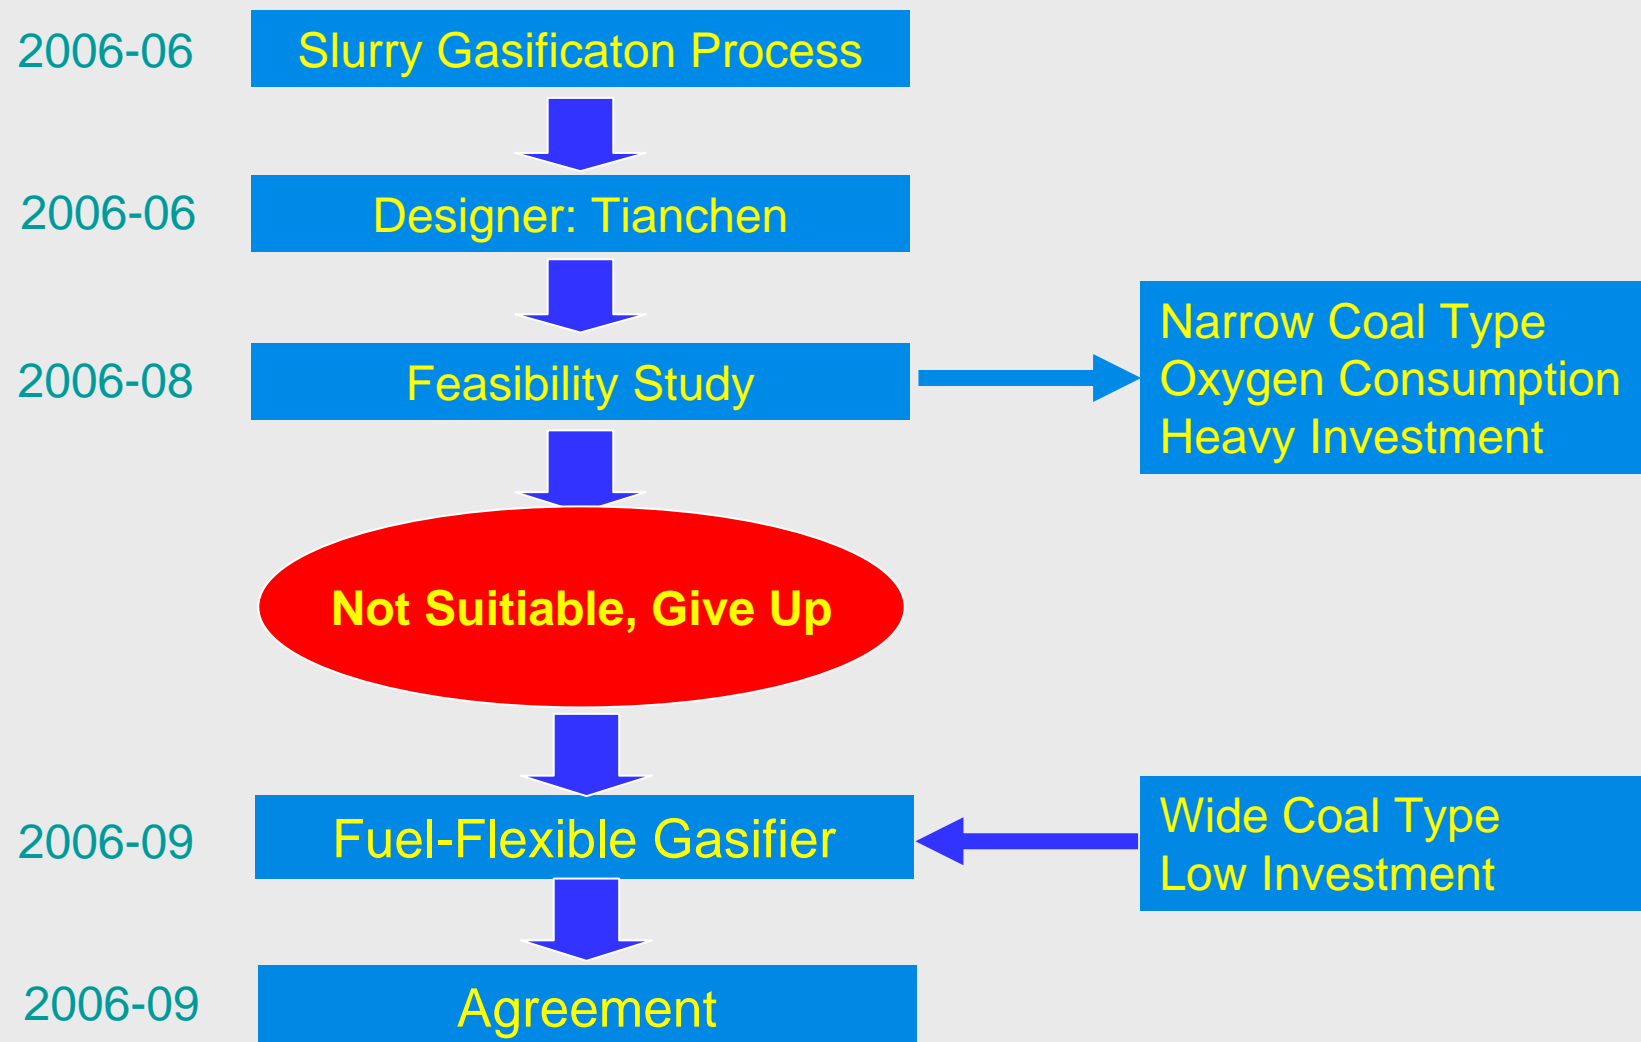 2006-06
Slurry Gasificaton Process
2006-06
Designer: Tianchen
2006-08
Feasibility Study
Narrow Coal Type
Oxygen Consumption
Heavy Investment
Not Suitiable, Give Up
2006-09
Fuel-Flexible Gasifier
Wide Coal Type
Low Investment
2006-09
Agreement